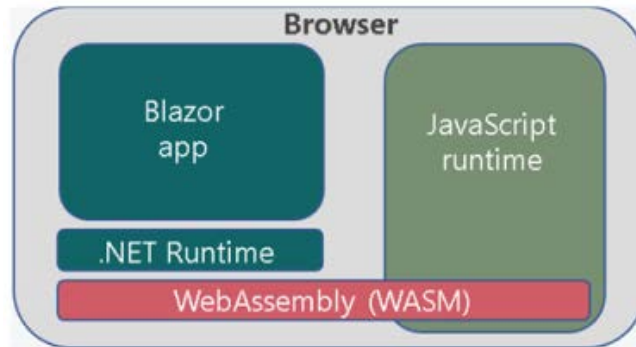 Browser
Blazor
app
JavaScript
runtime
.NET Runtime
WebAssembly (WASM)